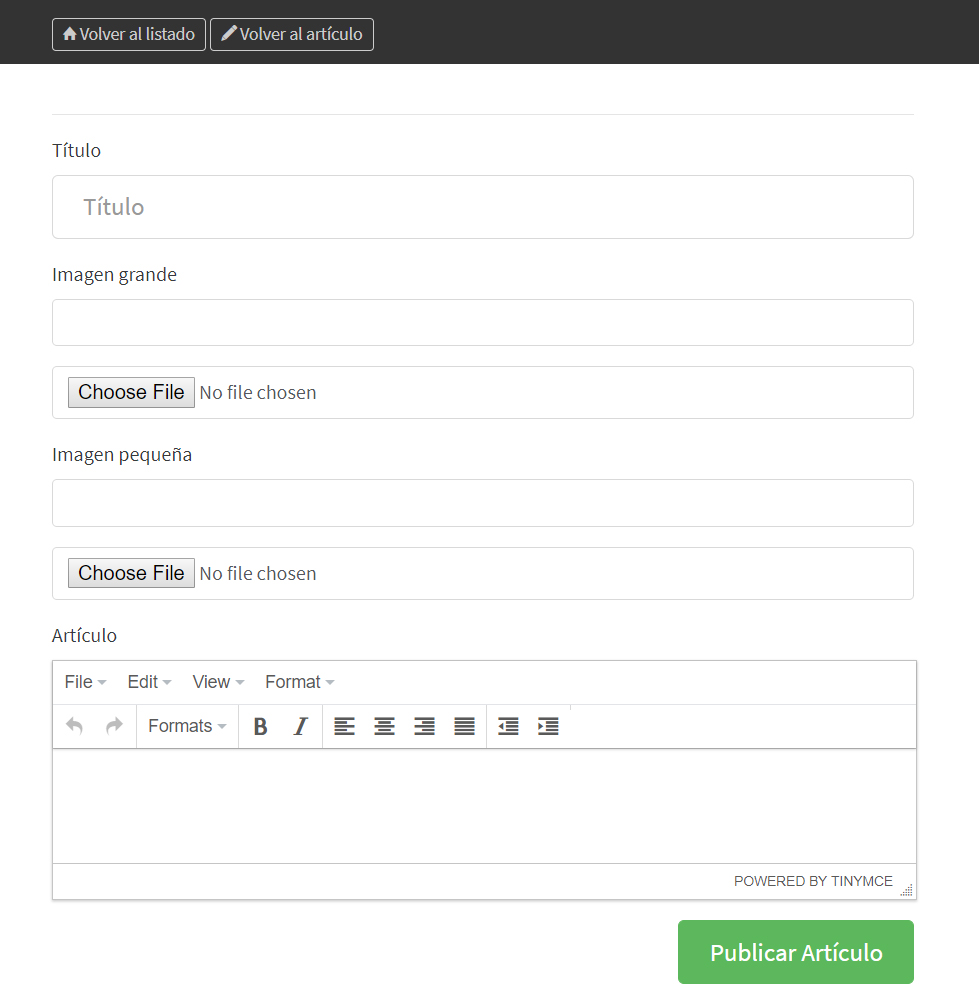 Volver al listado Volver al artículo
Título
Título
Imagen grande
Choose File No file chosen
Imagen pequeña
Choose File No file chosen
Artículo
File Edit View Format
Formats B I
POWERED BY TINYMCE
Publicar Artículo